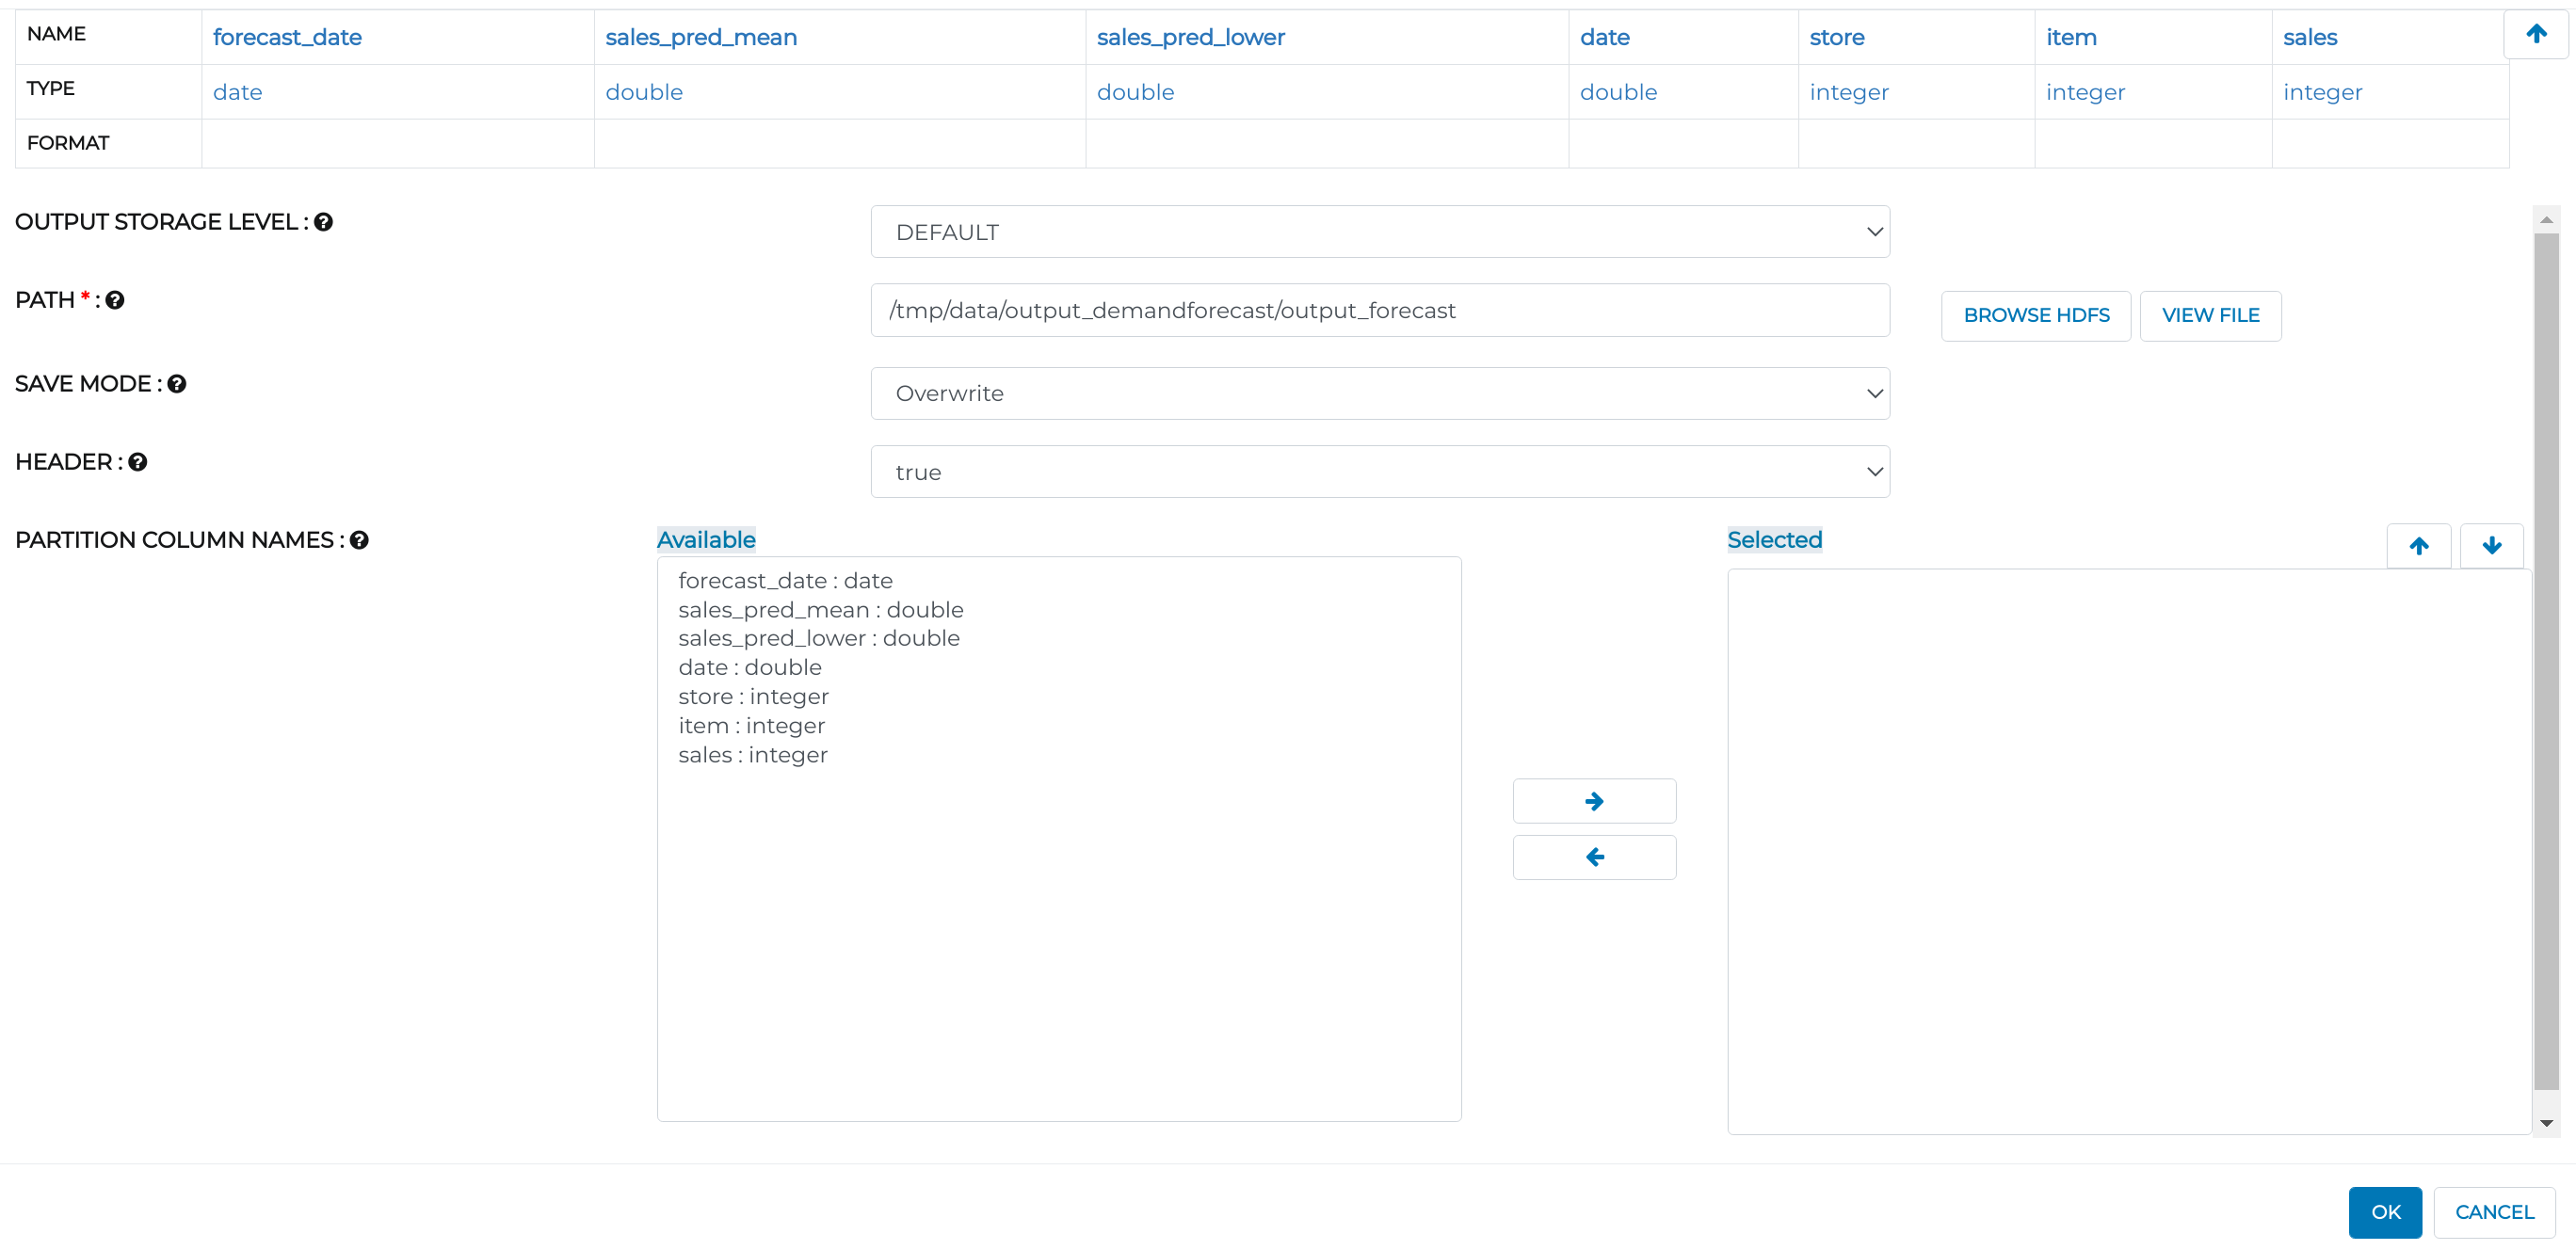 NAME forecast_date sales_pred_mean sales_pred_lower date store item sales
TYPE date double double double integer integer integer
FORMAT
OUTPUT STORAGE LEVEL : DEFAULT
PATH * : /tmp/data/output_demandforecast/output_forecast BROWSE HDFS VIEW FILE
SAVE MODE : Overwrite
HEADER : true
PARTITION COLUMN NAMES : Available Selected
forecast_date : date
sales_pred_mean : double
sales_pred_lower : double
date : double
store : integer
item : integer
sales : integer
OK CANCEL